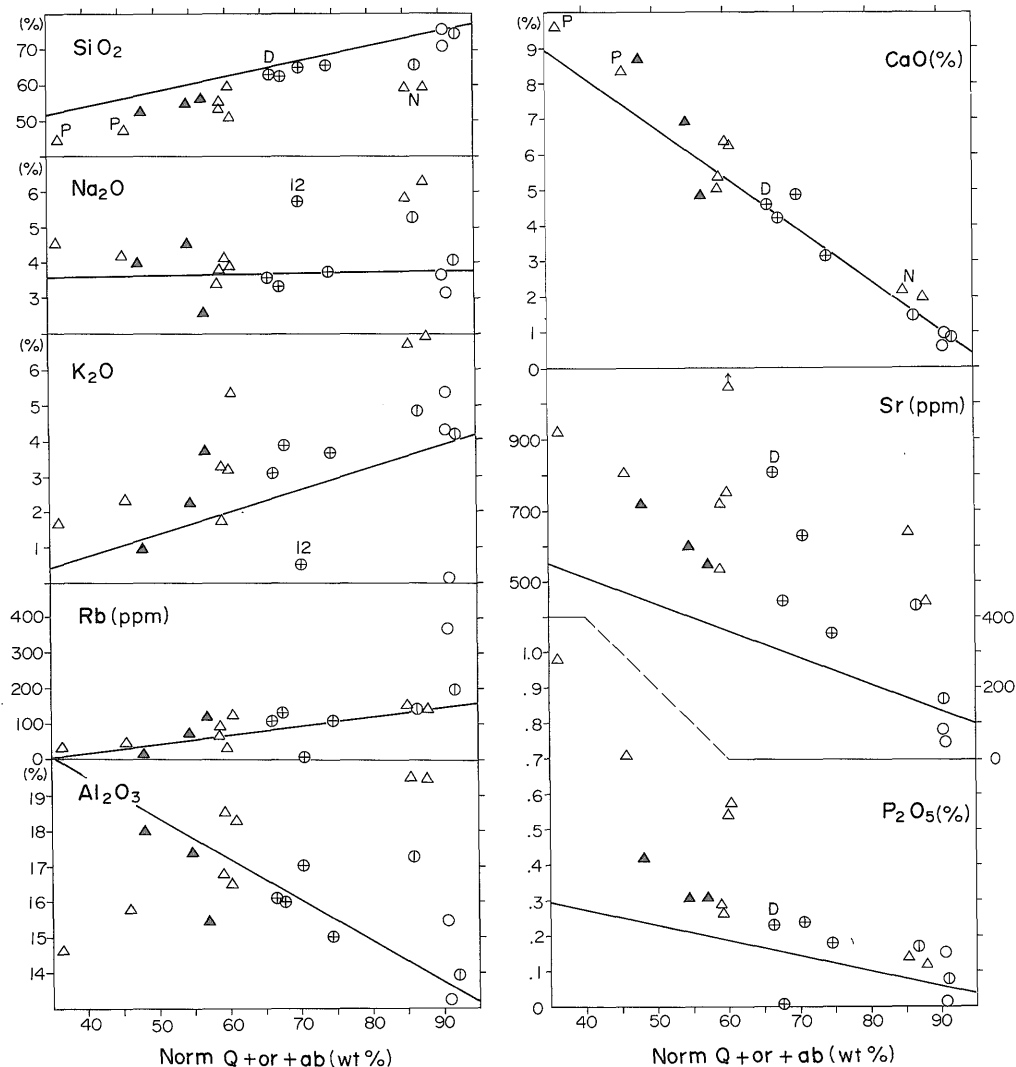 (%)
SiO₂
70
60
50
D
P
P
N
(%)
Na₂O
6
5
4
3
12
(%)
K₂O
6
5
4
3
2
1
12
Rb (ppm)
400
300
200
100
0
(%)
Al₂O₃
19
18
17
16
15
14
40 50 60 70 80 90
Norm Q+or+ab (wt %)
(%)
CaO (%)
9
8
7
6
5
4
3
2
1
0
P
P
D
N
Sr (ppm)
900
700
500
D
400
200
0
1.0
.9
.8
.7
.6
.5
.4
.3
.2
.1
0
P₂O₅ (%)
D
40 50 60 70 80 90
Norm Q+or+ab (wt %)